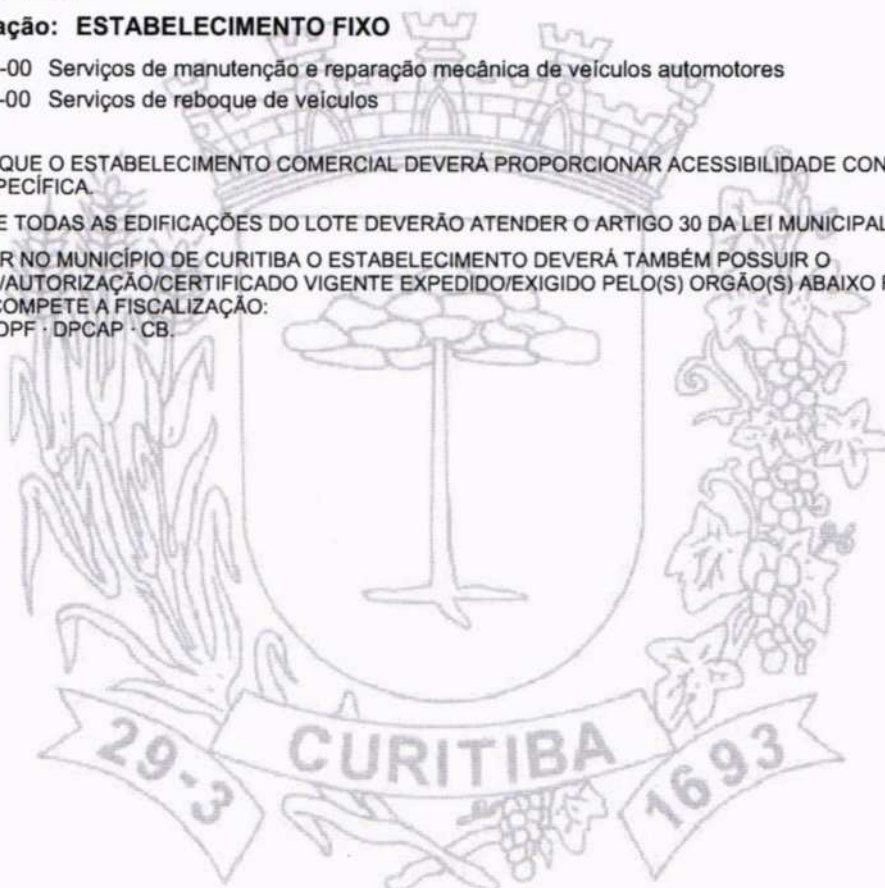 ação: ESTABELECIMENTO FIXO
-00 Serviços de manutenção e reparação mecânica de veículos automotores
-00 Serviços de reboque de veículos
QUE O ESTABELECIMENTO COMERCIAL DEVERÁ PROPORCIONAR ACESSIBILIDADE CON
PECÍFICA.
E TODAS AS EDIFICAÇÕES DO LOTE DEVERÃO ATENDER O ARTIGO 30 DA LEI MUNICIPAL
R NO MUNICÍPIO DE CURITIBA O ESTABELECIMENTO DEVERÁ TAMBÉM POSSUIR O
/AUTORIZAÇÃO/CERTIFICADO VIGENTE EXPEDIDO/EXIGIDO PELO(S) ORGÃO(S) ABAIXO
COMPETE A FISCALIZAÇÃO:
OPF · DPCAP · CB.
29-3 CURITIBA 1693